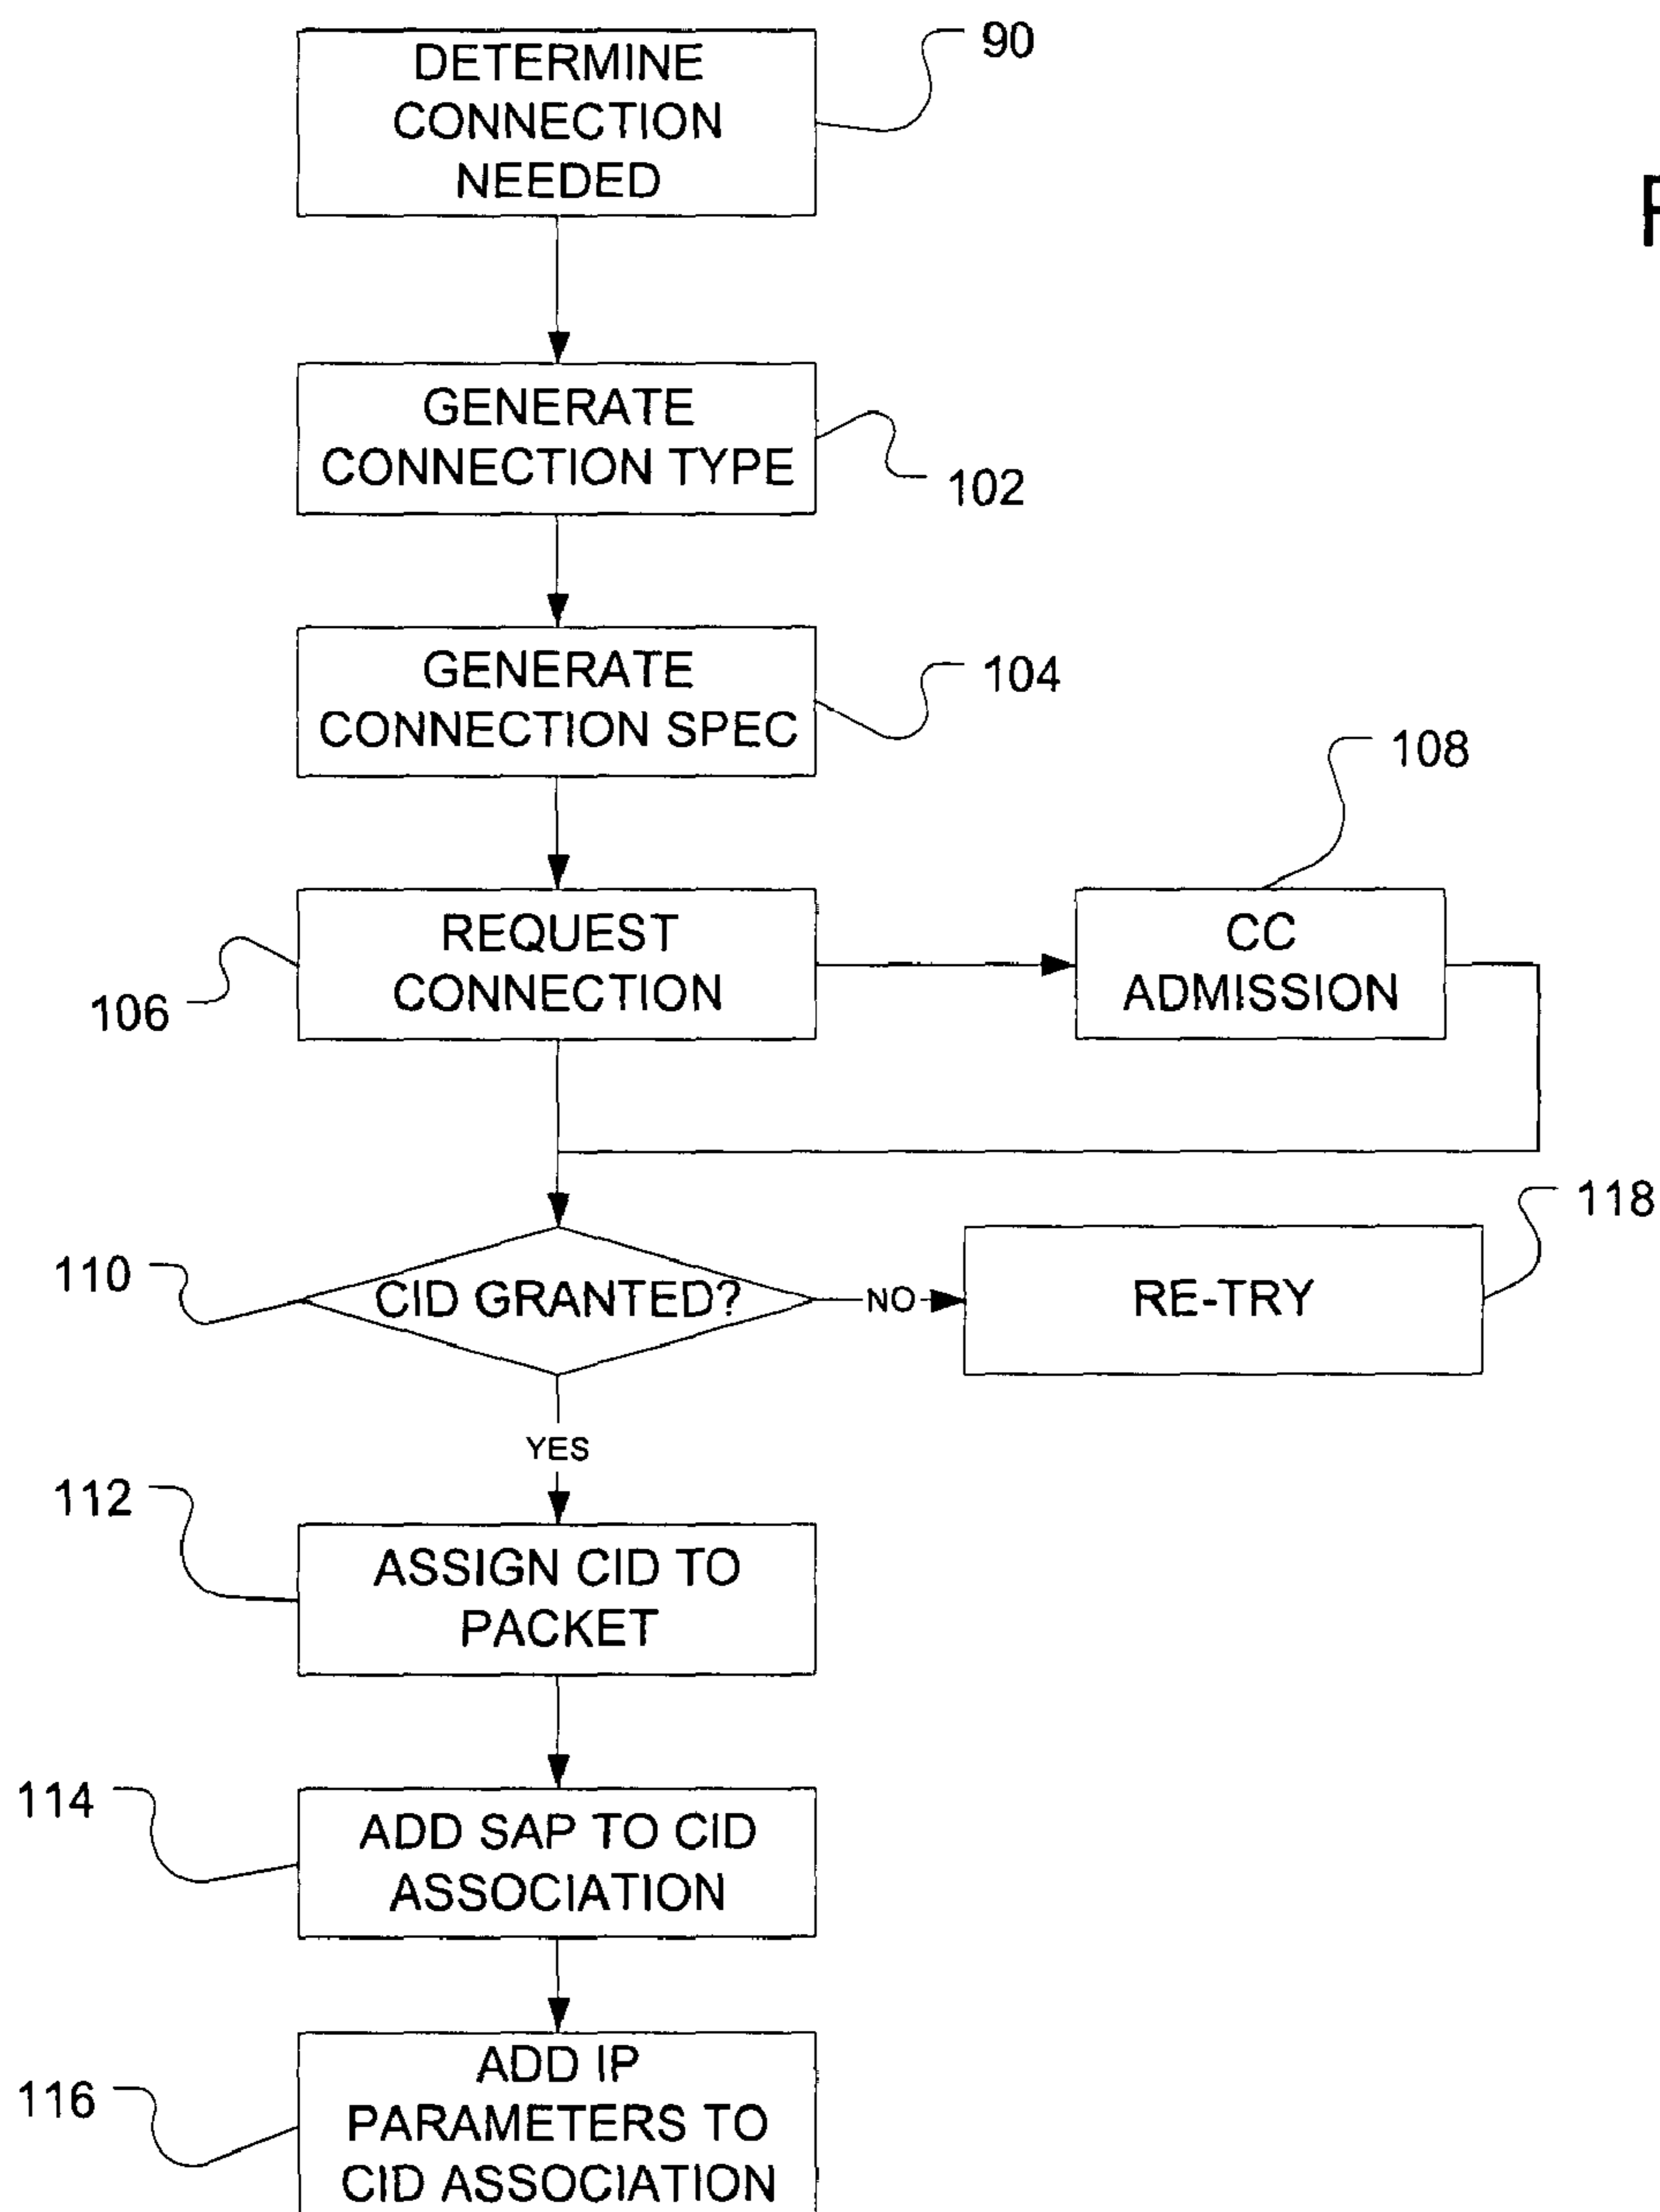 DETERMINE
CONNECTION
NEEDED
90
GENERATE
CONNECTION TYPE
102
GENERATE
CONNECTION SPEC
104
108
REQUEST
CONNECTION
106
CC
ADMISSION
118
110
CID GRANTED?
NO
RE-TRY
YES
112
ASSIGN CID TO
PACKET
114
ADD SAP TO CID
ASSOCIATION
116
ADD IP
PARAMETERS TO
CID ASSOCIATION